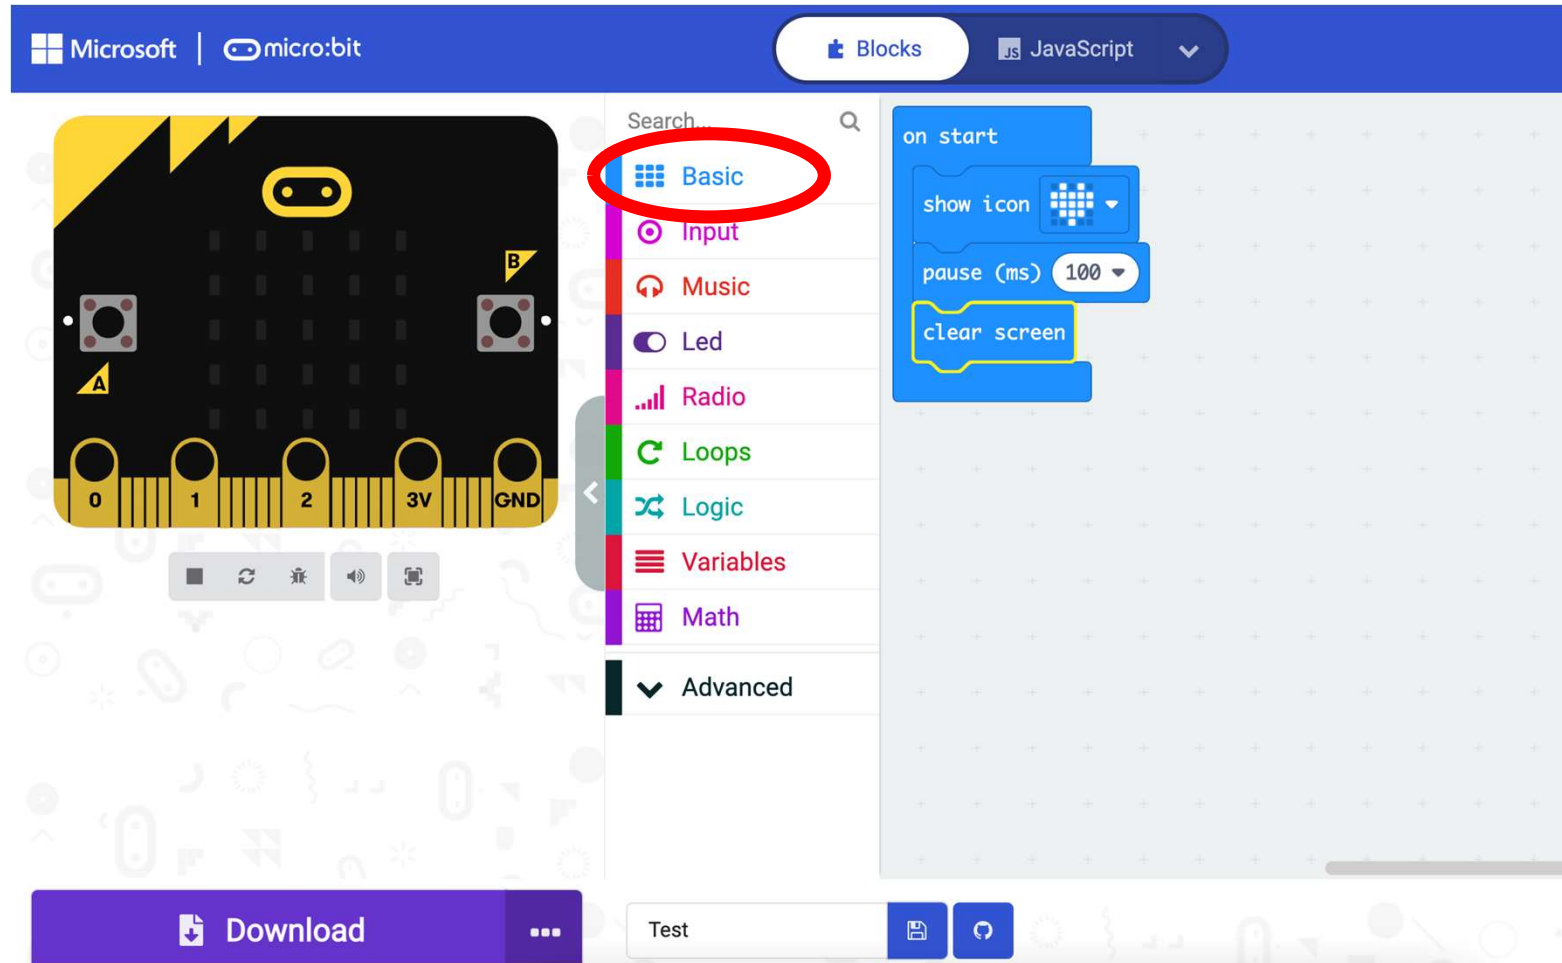 Microsoft | micro:bit
Blocks
JS JavaScript
Search...
Basic
Input
Music
Led
Radio
Loops
Logic
Variables
Math
Advanced
on start
show icon
pause (ms) 100
clear screen
B
A
0 1 2 3V GND
Download
Test